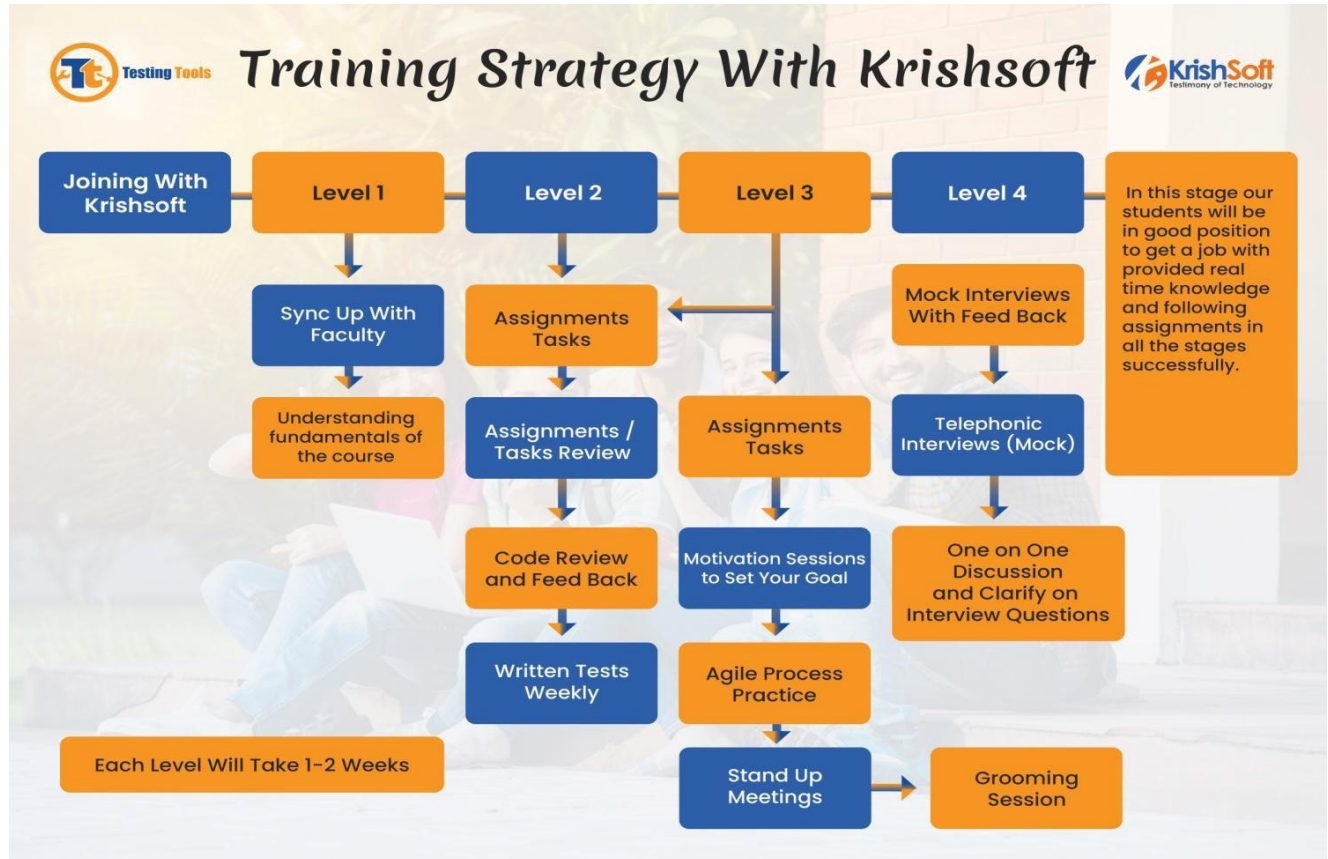 Tt Testing Tools
Training Strategy With Krishsoft
KrishSoft
Testimony of Technology
Joining With
Krishsoft
Level 1
Level 2
Level 3
Level 4
In this stage our
students will be
in good position
to get a job with
provided real
time knowledge
and following
assignments in
all the stages
successfully.
Sync Up With
Faculty
Understanding
fundamentals of
the course
Assignments
Tasks
Assignments /
Tasks Review
Code Review
and Feed Back
Written Tests
Weekly
Assignments
Tasks
Motivation Sessions
to Set Your Goal
Agile Process
Practice
Stand Up
Meetings
Grooming
Session
Mock Interviews
With Feed Back
Telephonic
Interviews (Mock)
One on One
Discussion
and Clarify on
Interview Questions
Each Level Will Take 1-2 Weeks